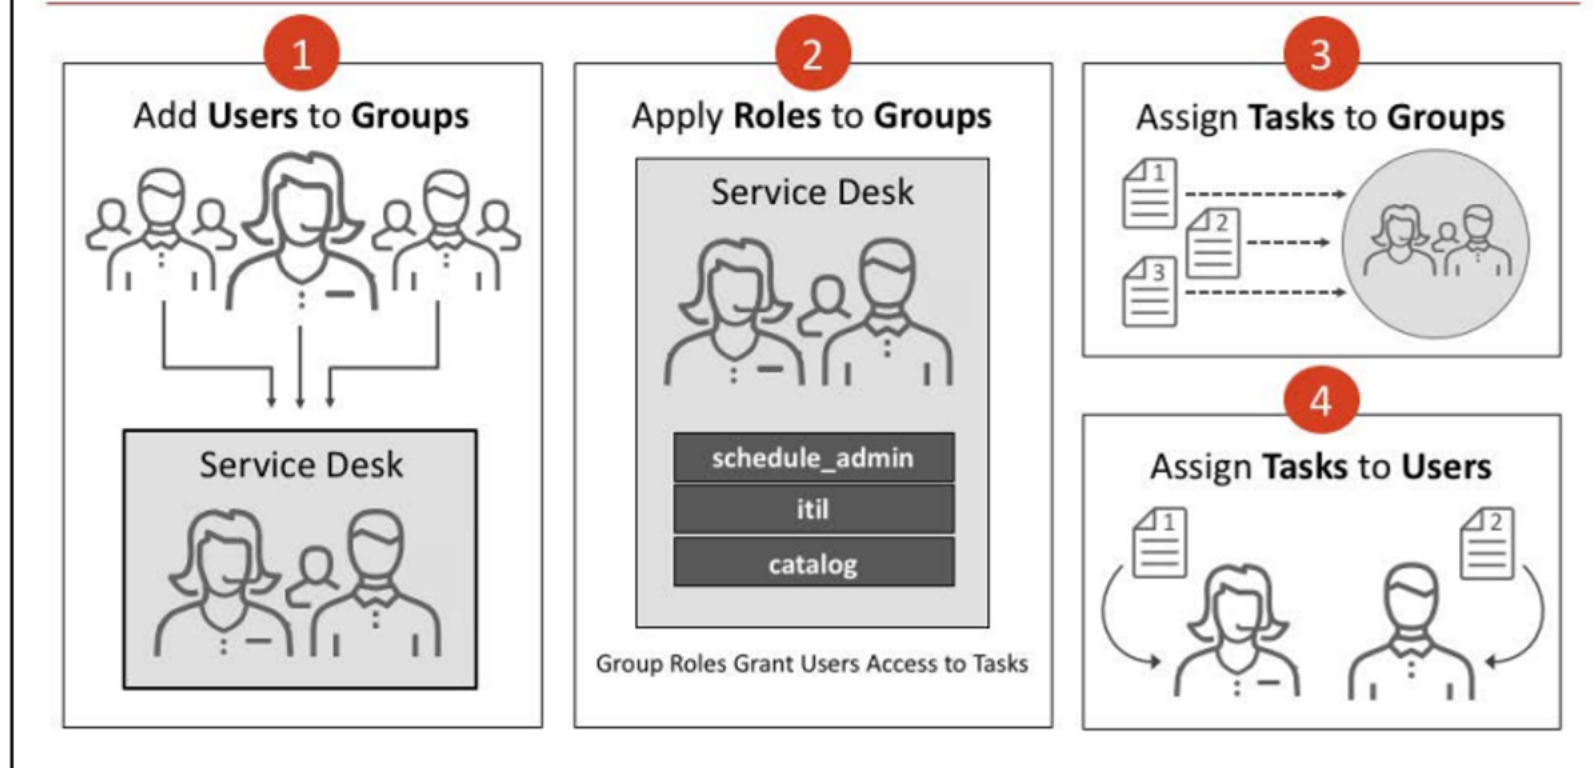 1
Add Users to Groups
Service Desk
2
Apply Roles to Groups
Service Desk
schedule_admin
itil
catalog
Group Roles Grant Users Access to Tasks
3
Assign Tasks to Groups
1
2
3
4
Assign Tasks to Users
1
2